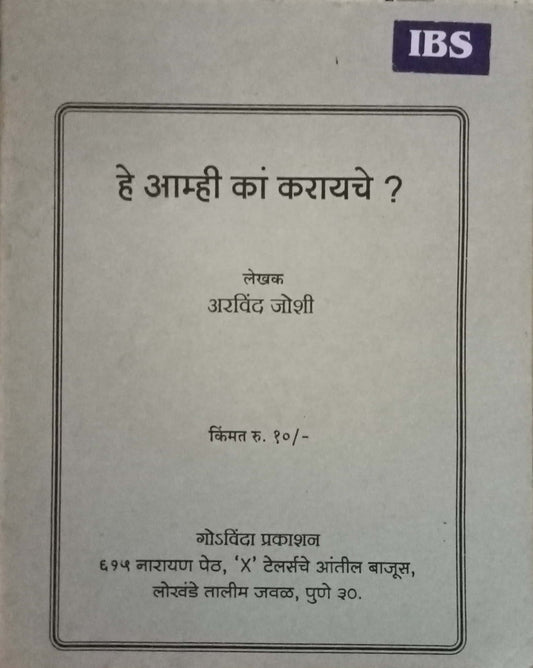 IBS
हे आम्ही कां करायचे ?
लेखक
अरविंद जोशी
किंमत रु. १०/-
गोऽविंदा प्रकाशन
६१५ नारायण पेठ, ‘X’ टेलर्सचे आंतील बाजूस,
लोखंडे तालीम जवळ, पुणे ३०.